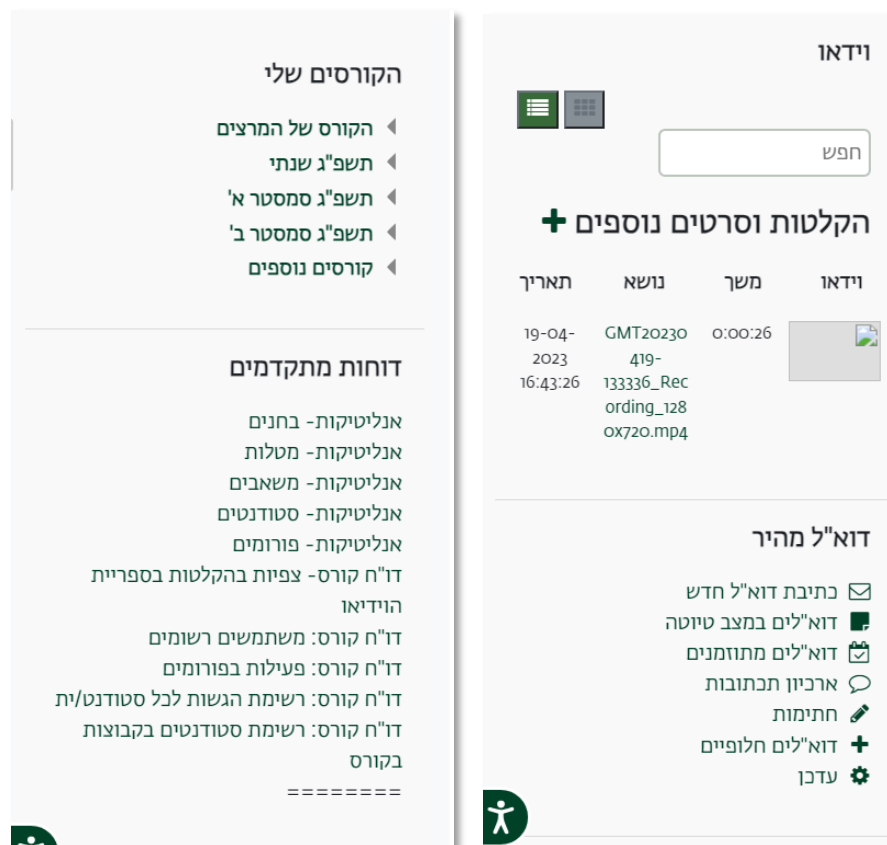 הקורסים שלי
הקורס של המרצים
תשפ"ג שנתי
תשפ"ג סמסטר א'
תשפ"ג סמסטר ב'
קורסים נוספים
דוחות מתקדמים
אנליטיקות- בחנים
אנליטיקות- מטלות
אנליטיקות- משאבים
אנליטיקות- סטודנטים
אנליטיקות- פורומים
דו"ח קורס- צפיות בהקלטות בספריית
הוידיאו
דו"ח קורס: משתמשים רשומים
דו"ח קורס: פעילות בפורומים
דו"ח קורס: רשימת הגשות לכל סטודנט/ית
דו"ח קורס: רשימת סטודנטים בקבוצות
בקורס
========
וידאו
חפש
הקלטות וסרטים נוספים
וידאו משך נושא תאריך
0:00:26
GMT20230
419-
133336_Rec
ording_128
0x720.mp4
19-04-
2023
16:43:26
דוא"ל מהיר
כתיבת דוא"ל חדש
דוא"לים במצב טיוטה
דוא"לים מתוזמנים
ארכיון תכתובות
חתימות
דוא"לים חלופיים
עדכן